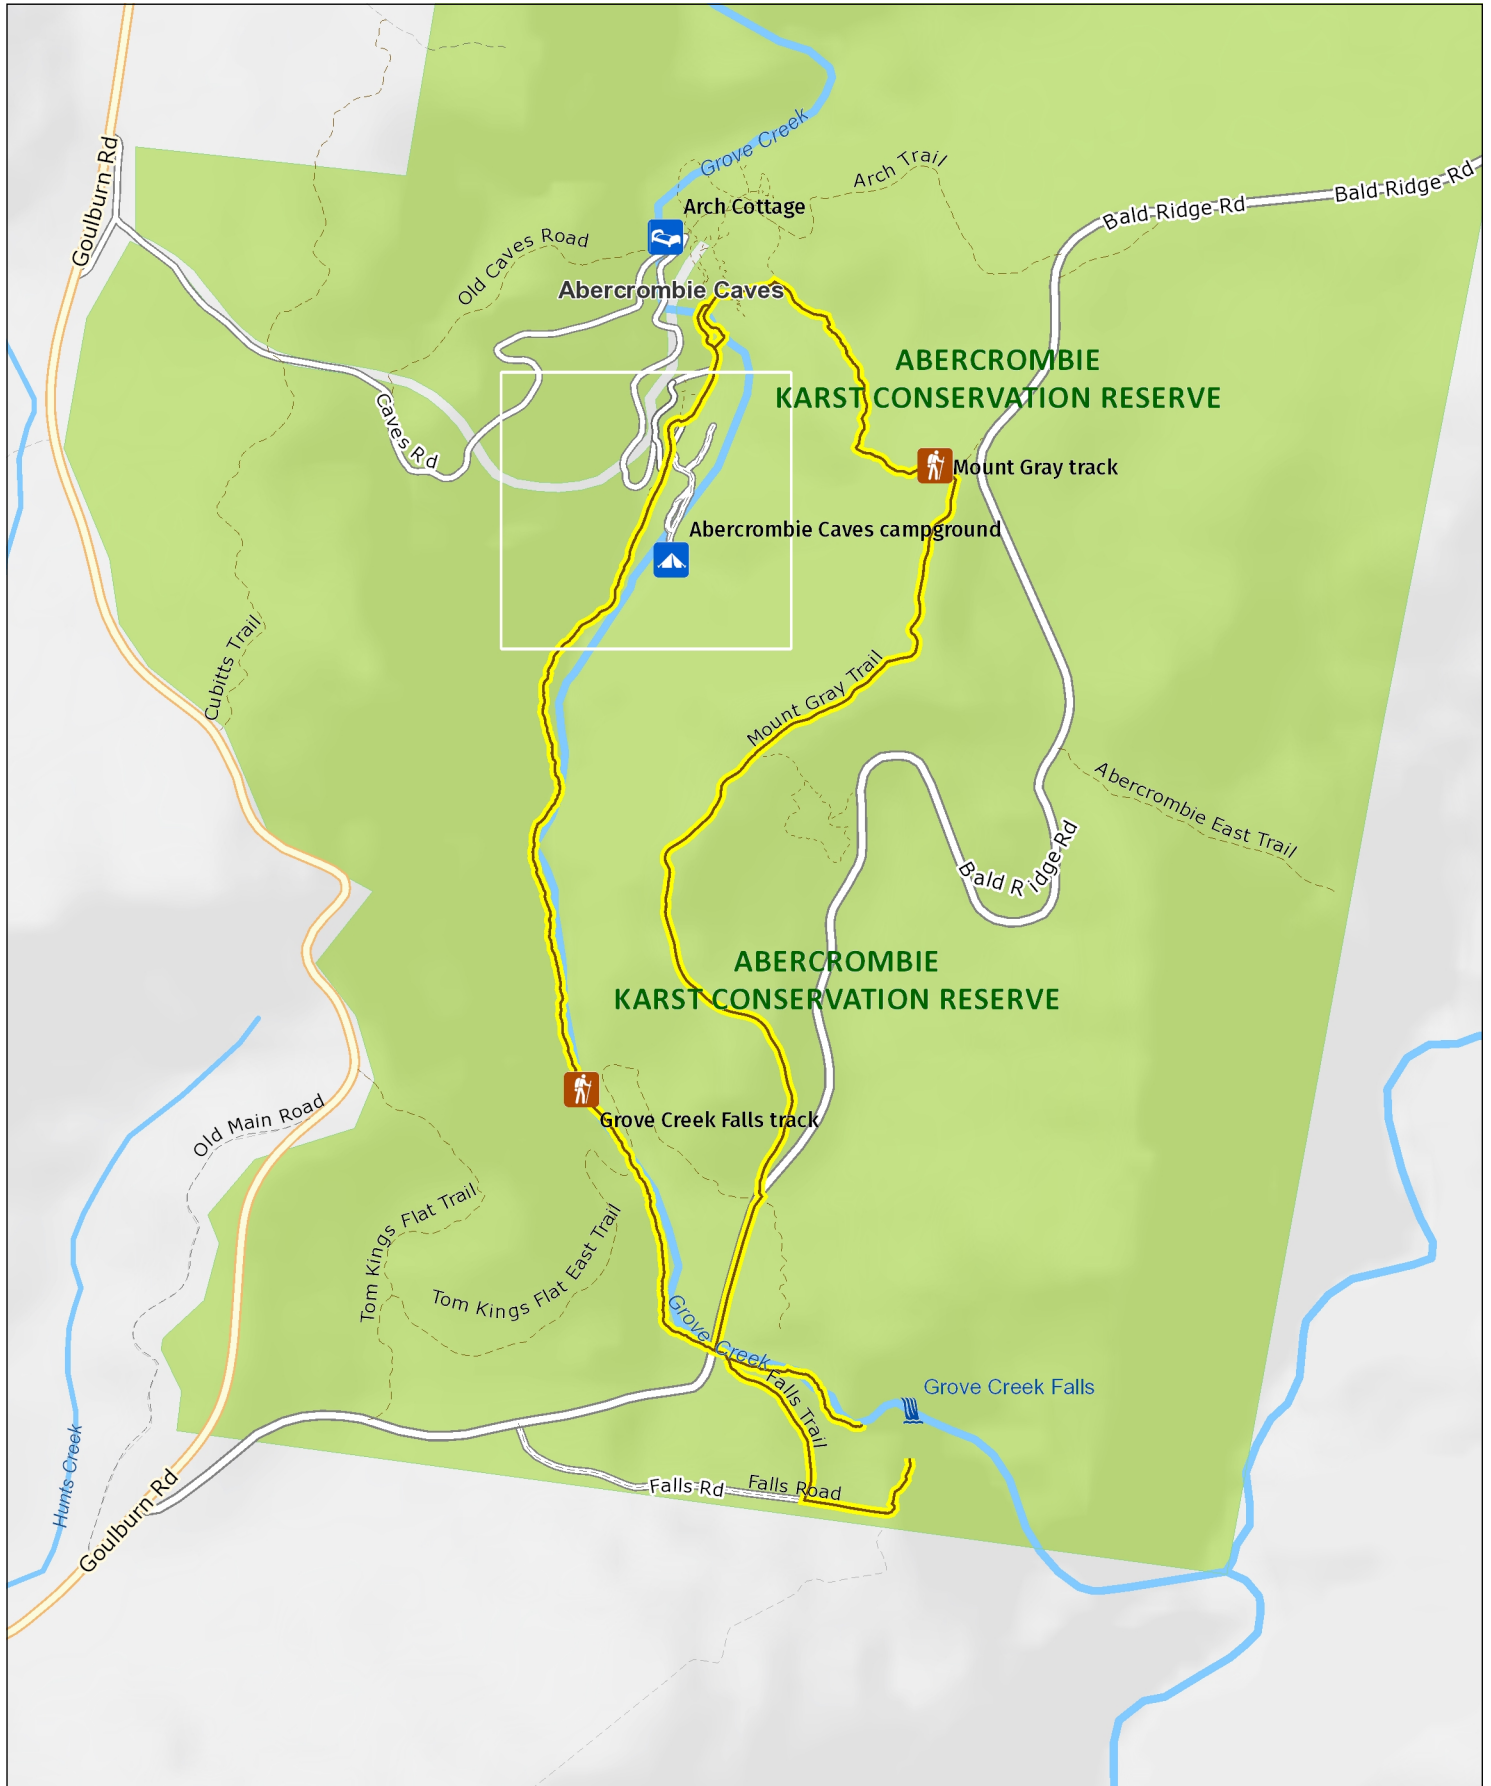 Goulburn Rd
Grove Creek
Arch Trail
Bald Ridge Rd
Bald Ridge Rd
Arch Cottage
Old Caves Road
Abercrombie Caves
ABERCROMBIE
KARST CONSERVATION RESERVE
Caves Rd
Mount Gray track
Abercrombie Caves campground
Cubitts Trail
Mount Gray Trail
Abercrombie East Trail
Bald Ridge Rd
ABERCROMBIE
KARST CONSERVATION RESERVE
Old Main Road
Grove Creek Falls track
Tom Kings Flat Trail
Tom Kings Flat East Trail
Grove Creek
Falls Trail
Grove Creek Falls
Hunts Creek
Goulburn Rd
Falls Rd
Falls Road